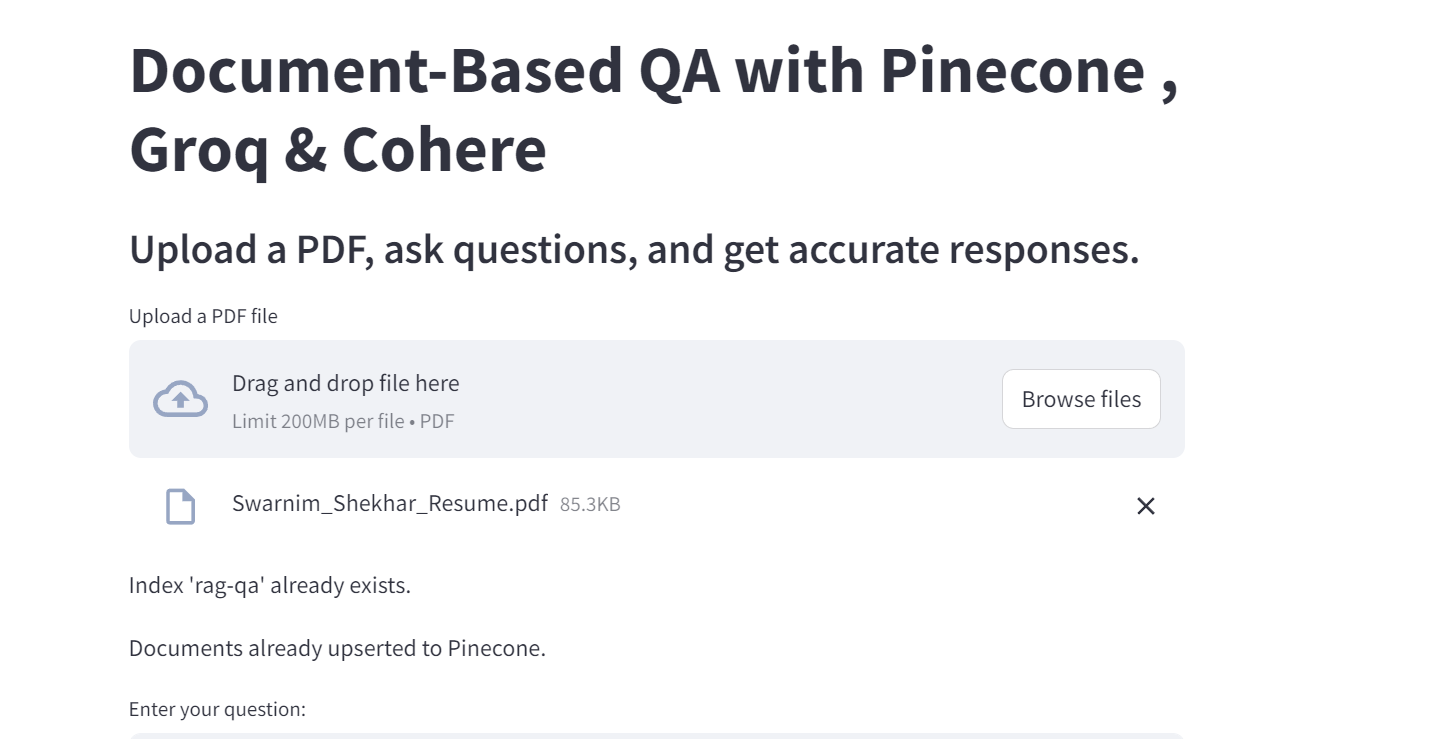 Document-Based QA with Pinecone ,
Groq & Cohere
Upload a PDF, ask questions, and get accurate responses.
Upload a PDF file
Drag and drop file here
Limit 200MB per file • PDF
Browse files
Swarnim_Shekhar_Resume.pdf 85.3KB
Index 'rag-qa' already exists.
Documents already upserted to Pinecone.
Enter your question: